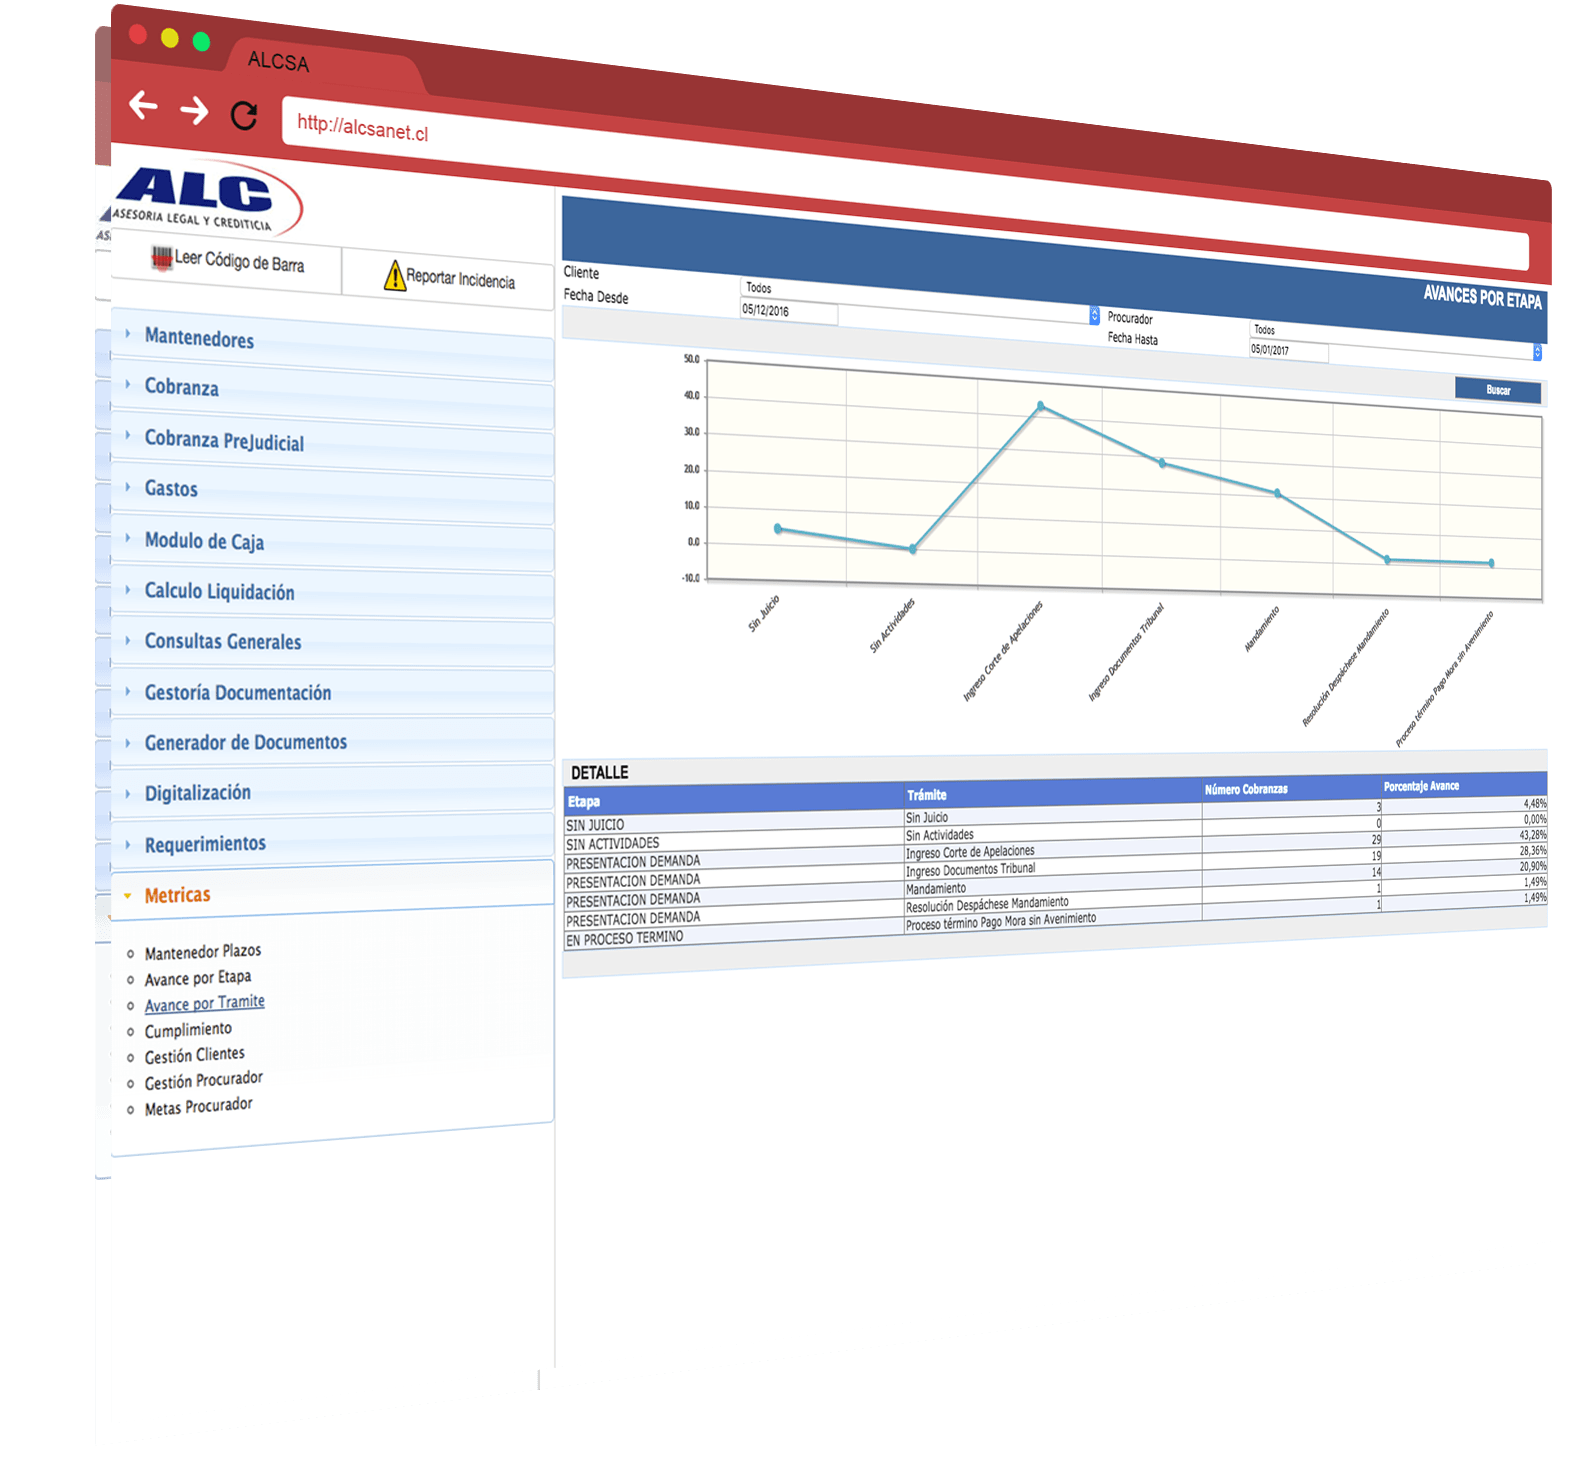 ALCSA
http://alcsanet.cl
ALC
ASESORIA LEGAL Y CREDITICIA
AS
Leer Código de Barra
Reportar Incidencia
Mantenedores
Cobranza
Cobranza PreJudicial
Gastos
Modulo de Caja
Calculo Liquidación
Consultas Generales
Gestoría Documentación
Generador de Documentos
Digitalización
Requerimientos
Metricas
Mantenedor Plazos
Avance por Etapa
Avance por Tramite
Cumplimiento
Gestión Clientes
Gestión Procurador
Metas Procurador
AVANCES POR ETAPA
Cliente Todos Procurador Todos
Fecha Desde 05/12/2016 Fecha Hasta 05/01/2017
Buscar
50.0
40.0
30.0
20.0
10.0
0.0
-10.0
Sin Juicio
Sin Actividades
Ingreso Corte de Apelaciones
Ingreso Documentos Tribunal
Mandamiento
Resolución Despáchese Mandamiento
Proceso término Pago Mora sin Avenimiento
DETALLE
Etapa Trámite Número Cobranzas Porcentaje Avance
SIN JUICIO Sin Juicio 3 4,48%
SIN ACTIVIDADES Sin Actividades 0 0,00%
PRESENTACION DEMANDA Ingreso Corte de Apelaciones 29 43,28%
PRESENTACION DEMANDA Ingreso Documentos Tribunal 19 28,36%
PRESENTACION DEMANDA Mandamiento 14 20,90%
PRESENTACION DEMANDA Resolución Despáchese Mandamiento 1 1,49%
EN PROCESO TERMINO Proceso término Pago Mora sin Avenimiento 1 1,49%